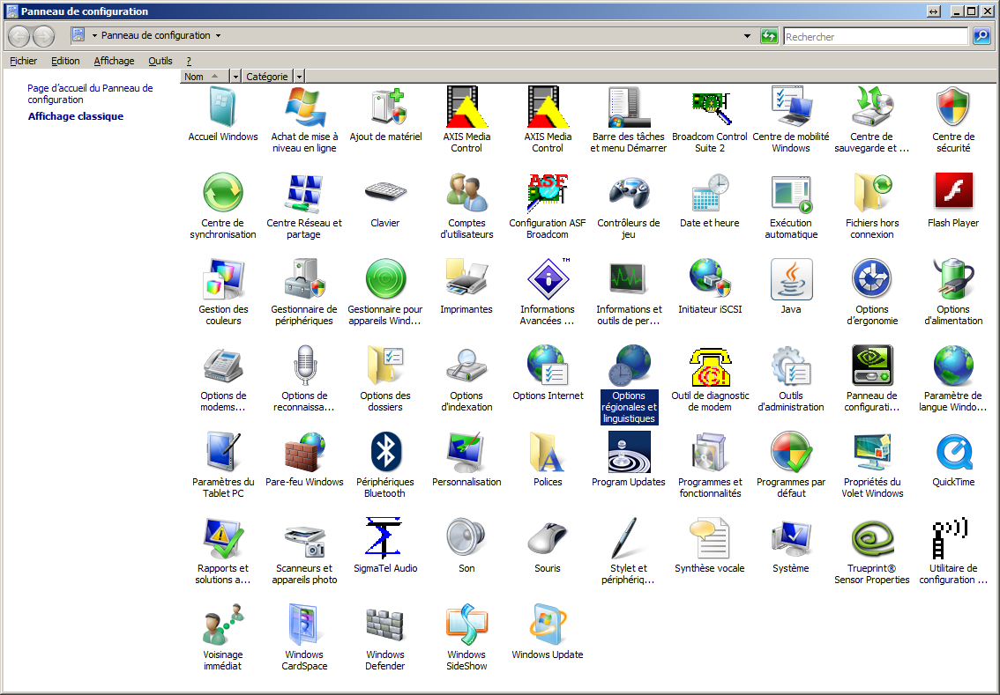 Panneau de configuration
Panneau de configuration
Rechercher
Fichier Edition Affichage Outils ?
Page d'accueil du Panneau de
configuration
Affichage classique
Nom Catégorie
Accueil Windows
Achat de mise à
niveau en ligne
Ajout de matériel
AXIS Media
Control
AXIS Media
Control
Barre des tâches
et menu Démarrer
Broadcom Control
Suite 2
Centre de mobilité
Windows
Centre de
sauvegarde et ...
Centre de
sécurité
Centre de
synchronisation
Centre Réseau et
partage
Clavier
Comptes
d'utilisateurs
ASF
Configuration ASF
Broadcom
Contrôleurs de
jeu
Date et heure
Exécution
automatique
Fichiers hors
connexion
Flash Player
Gestion des
couleurs
Gestionnaire de
périphériques
Gestionnaire pour
appareils Wind...
Imprimantes
TM
Informations
Avancées ...
Informations et
outils de per...
Initiateur iSCSI
Java
Options
d'ergonomie
Options
d'alimentation
Options de
modems...
Options de
reconnaissa...
Options des
dossiers
Options
d'indexation
Options Internet
Options
régionales et
linguistiques
Outil de diagnostic
de modem
Outils
d'administration
Panneau de
configurati...
Paramètre de
langue Windo...
Paramètres du
Tablet PC
Pare-feu Windows
Périphériques
Bluetooth
Personnalisation
A
Polices
Program Updates
Programmes et
fonctionnalités
Programmes par
défaut
Propriétés du
Volet Windows
QuickTime
Rapports et
solutions a...
Scanneurs et
appareils photo
SigmaTel Audio
Son
Souris
Stylet et
périphériq...
Synthèse vocale
Système
Trueprint®
Sensor Properties
Utilitaire de
configuration ...
Voisinage
immédiat
Windows
CardSpace
Windows
Defender
Windows
SideShow
Windows Update